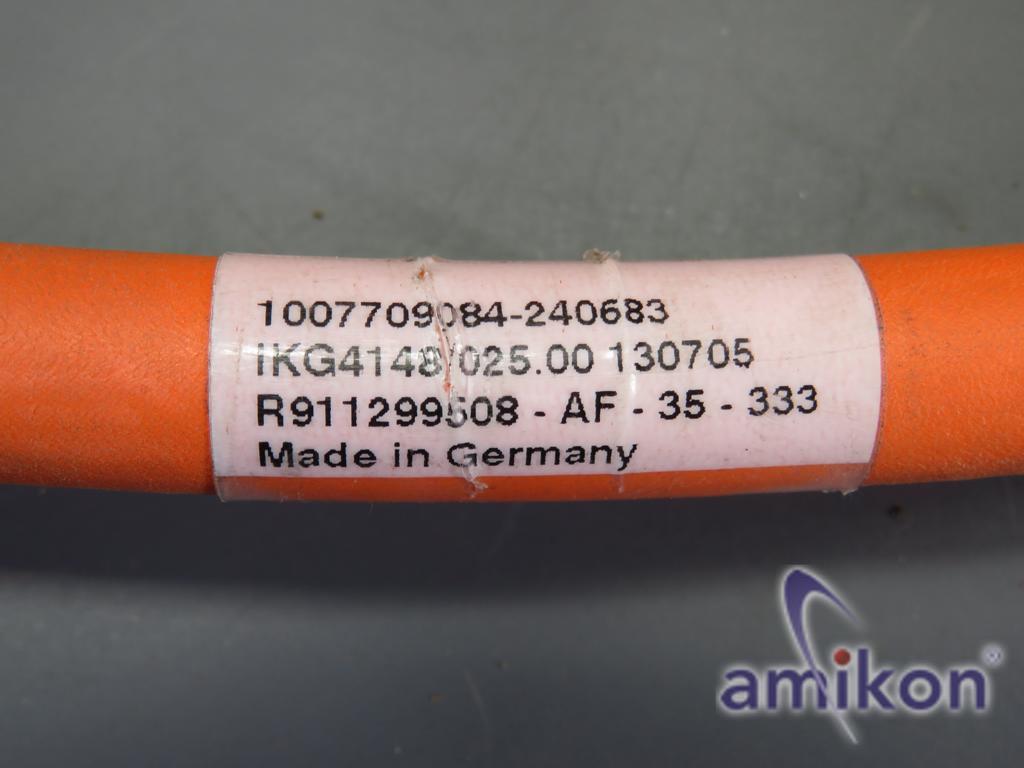 1007709084-240683
IKG4148/025.00 130705
R911299508 - AF - 35 - 333
Made in Germany
amikon®